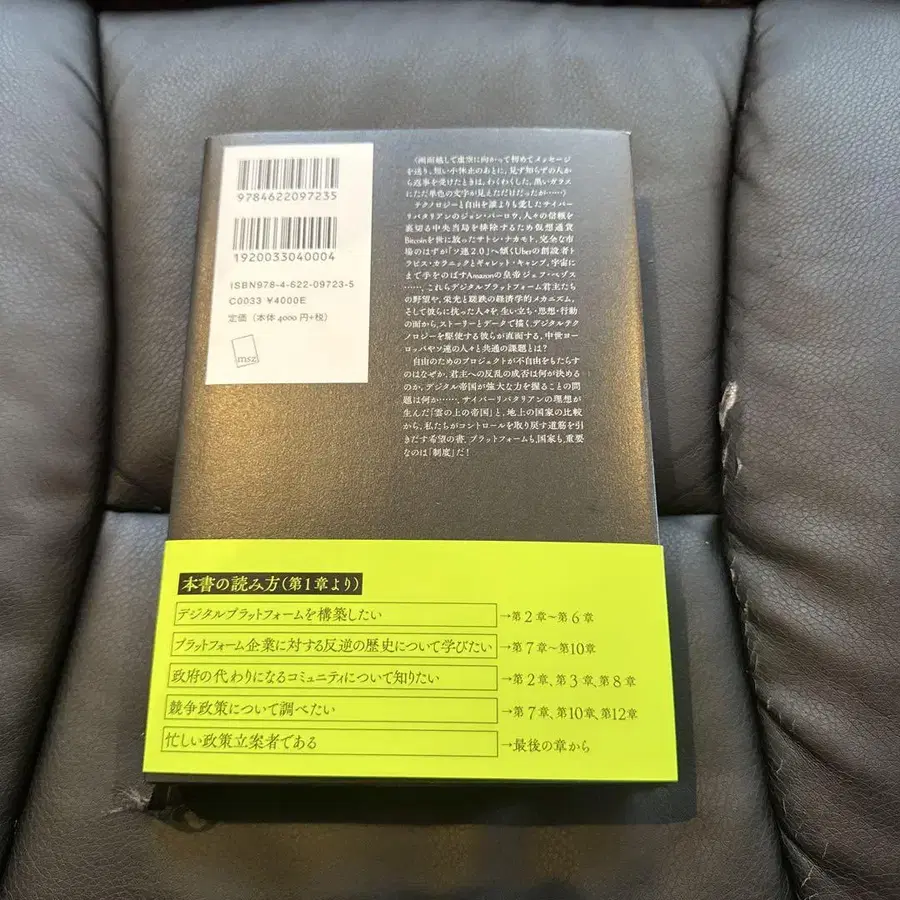 9784622097235
1920033040004
ISBN978-4-622-09723-5
C0033 ¥4000E
定価 (本体 4000 円+税)
msz
〈画面越しで虚空に向かって初めてメッセージ
を送り、短い小休止のあとに、見ず知らずの人か
ら返事を受けたときは、わくわくした。黒いガラス
にただ単色の文字が見えただけだったが……〉
テクノロジーと自由を誰よりも愛したサイバー
リバタリアンのジョン・バーロウ、人々の信頼を
裏切る中央当局を排除するため仮想通貨
Bitcoinを世に放ったサトシ・ナカモト、完全な市
場のはずが「ソ連2.0」へ傾くUberの創設者ト
ラビス・カラニックとギャレット・キャンプ、宇宙に
まで手をのばすAmazonの皇帝ジェフ・ベゾス
……、これらデジタルプラットフォーム君主たち
の野望や、栄光と蹉跌の経済学的メカニズム、
そして彼らに抗った人々を、生い立ち・思想・行動
の面から、ストーリーとデータで描く。デジタルテク
ノロジーを駆使する彼らが直面する、中世ヨー
ロッパやソ連の人々と共通の課題とは?
自由のためのプロジェクトが不自由をもたらす
のはなぜか、君主への反乱の成否は何が決める
のか、デジタル帝国が強大な力を握ることの問
題は何か……。サイバーリバタリアンの理想が
生んだ「雲の上の帝国」と、地上の国家の比較
から、私たちがコントロールを取り戻す道筋を引
きだす希望の書。プラットフォームも国家も、重要
なのは「制度」だ!
本書の読み方(第1章より)
デジタルプラットフォームを構築したい →第2章~第6章
プラットフォーム企業に対する反逆の歴史について学びたい →第7章~第10章
政府の代わりになるコミュニティについて知りたい →第2章、第3章、第8章
競争政策について調べたい →第7章、第10章、第12章
忙しい政策立案者である →最後の章から